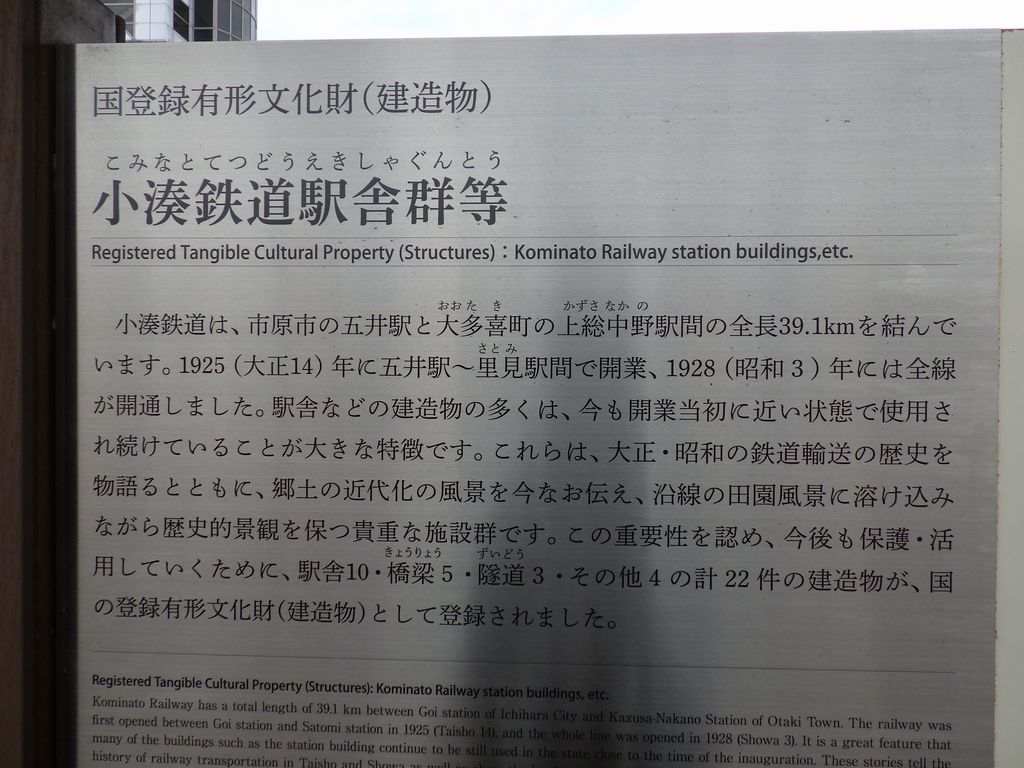 国登録有形文化財(建造物)
こみなとてつどうえきしゃぐんとう
小湊鉄道駅舎群等
Registered Tangible Cultural Property (Structures)：Kominato Railway station buildings,etc.
おおたき かずさなかの
小湊鉄道は、市原市の五井駅と大多喜町の上総中野駅間の全長39.1kmを結んで
さとみ
います。1925（大正14）年に五井駅～里見駅間で開業、1928（昭和３）年には全線
が開通しました。駅舎などの建造物の多くは、今も開業当初に近い状態で使用さ
れ続けていることが大きな特徴です。これらは、大正・昭和の鉄道輸送の歴史を
物語るとともに、郷土の近代化の風景を今なお伝え、沿線の田園風景に溶け込み
ながら歴史的景観を保つ貴重な施設群です。この重要性を認め、今後も保護・活
きょうりょう ずいどう
用していくために、駅舎10・橋梁５・隧道３・その他４の計22件の建造物が、国
の登録有形文化財(建造物)として登録されました。
Registered Tangible Cultural Property (Structures): Kominato Railway station buildings, etc.
Kominato Railway has a total length of 39.1 km between Goi station of Ichihara City and Kazusa-Nakano Station of Otaki Town. The railway was
first opened between Goi station and Satomi station in 1925 (Taisho 14), and the whole line was opened in 1928 (Showa 3). It is a great feature that
many of the buildings such as the station building continue to be still used in the state close to the time of the inauguration. These stories tell the
history of railway transportation in Taisho and Showa as well as